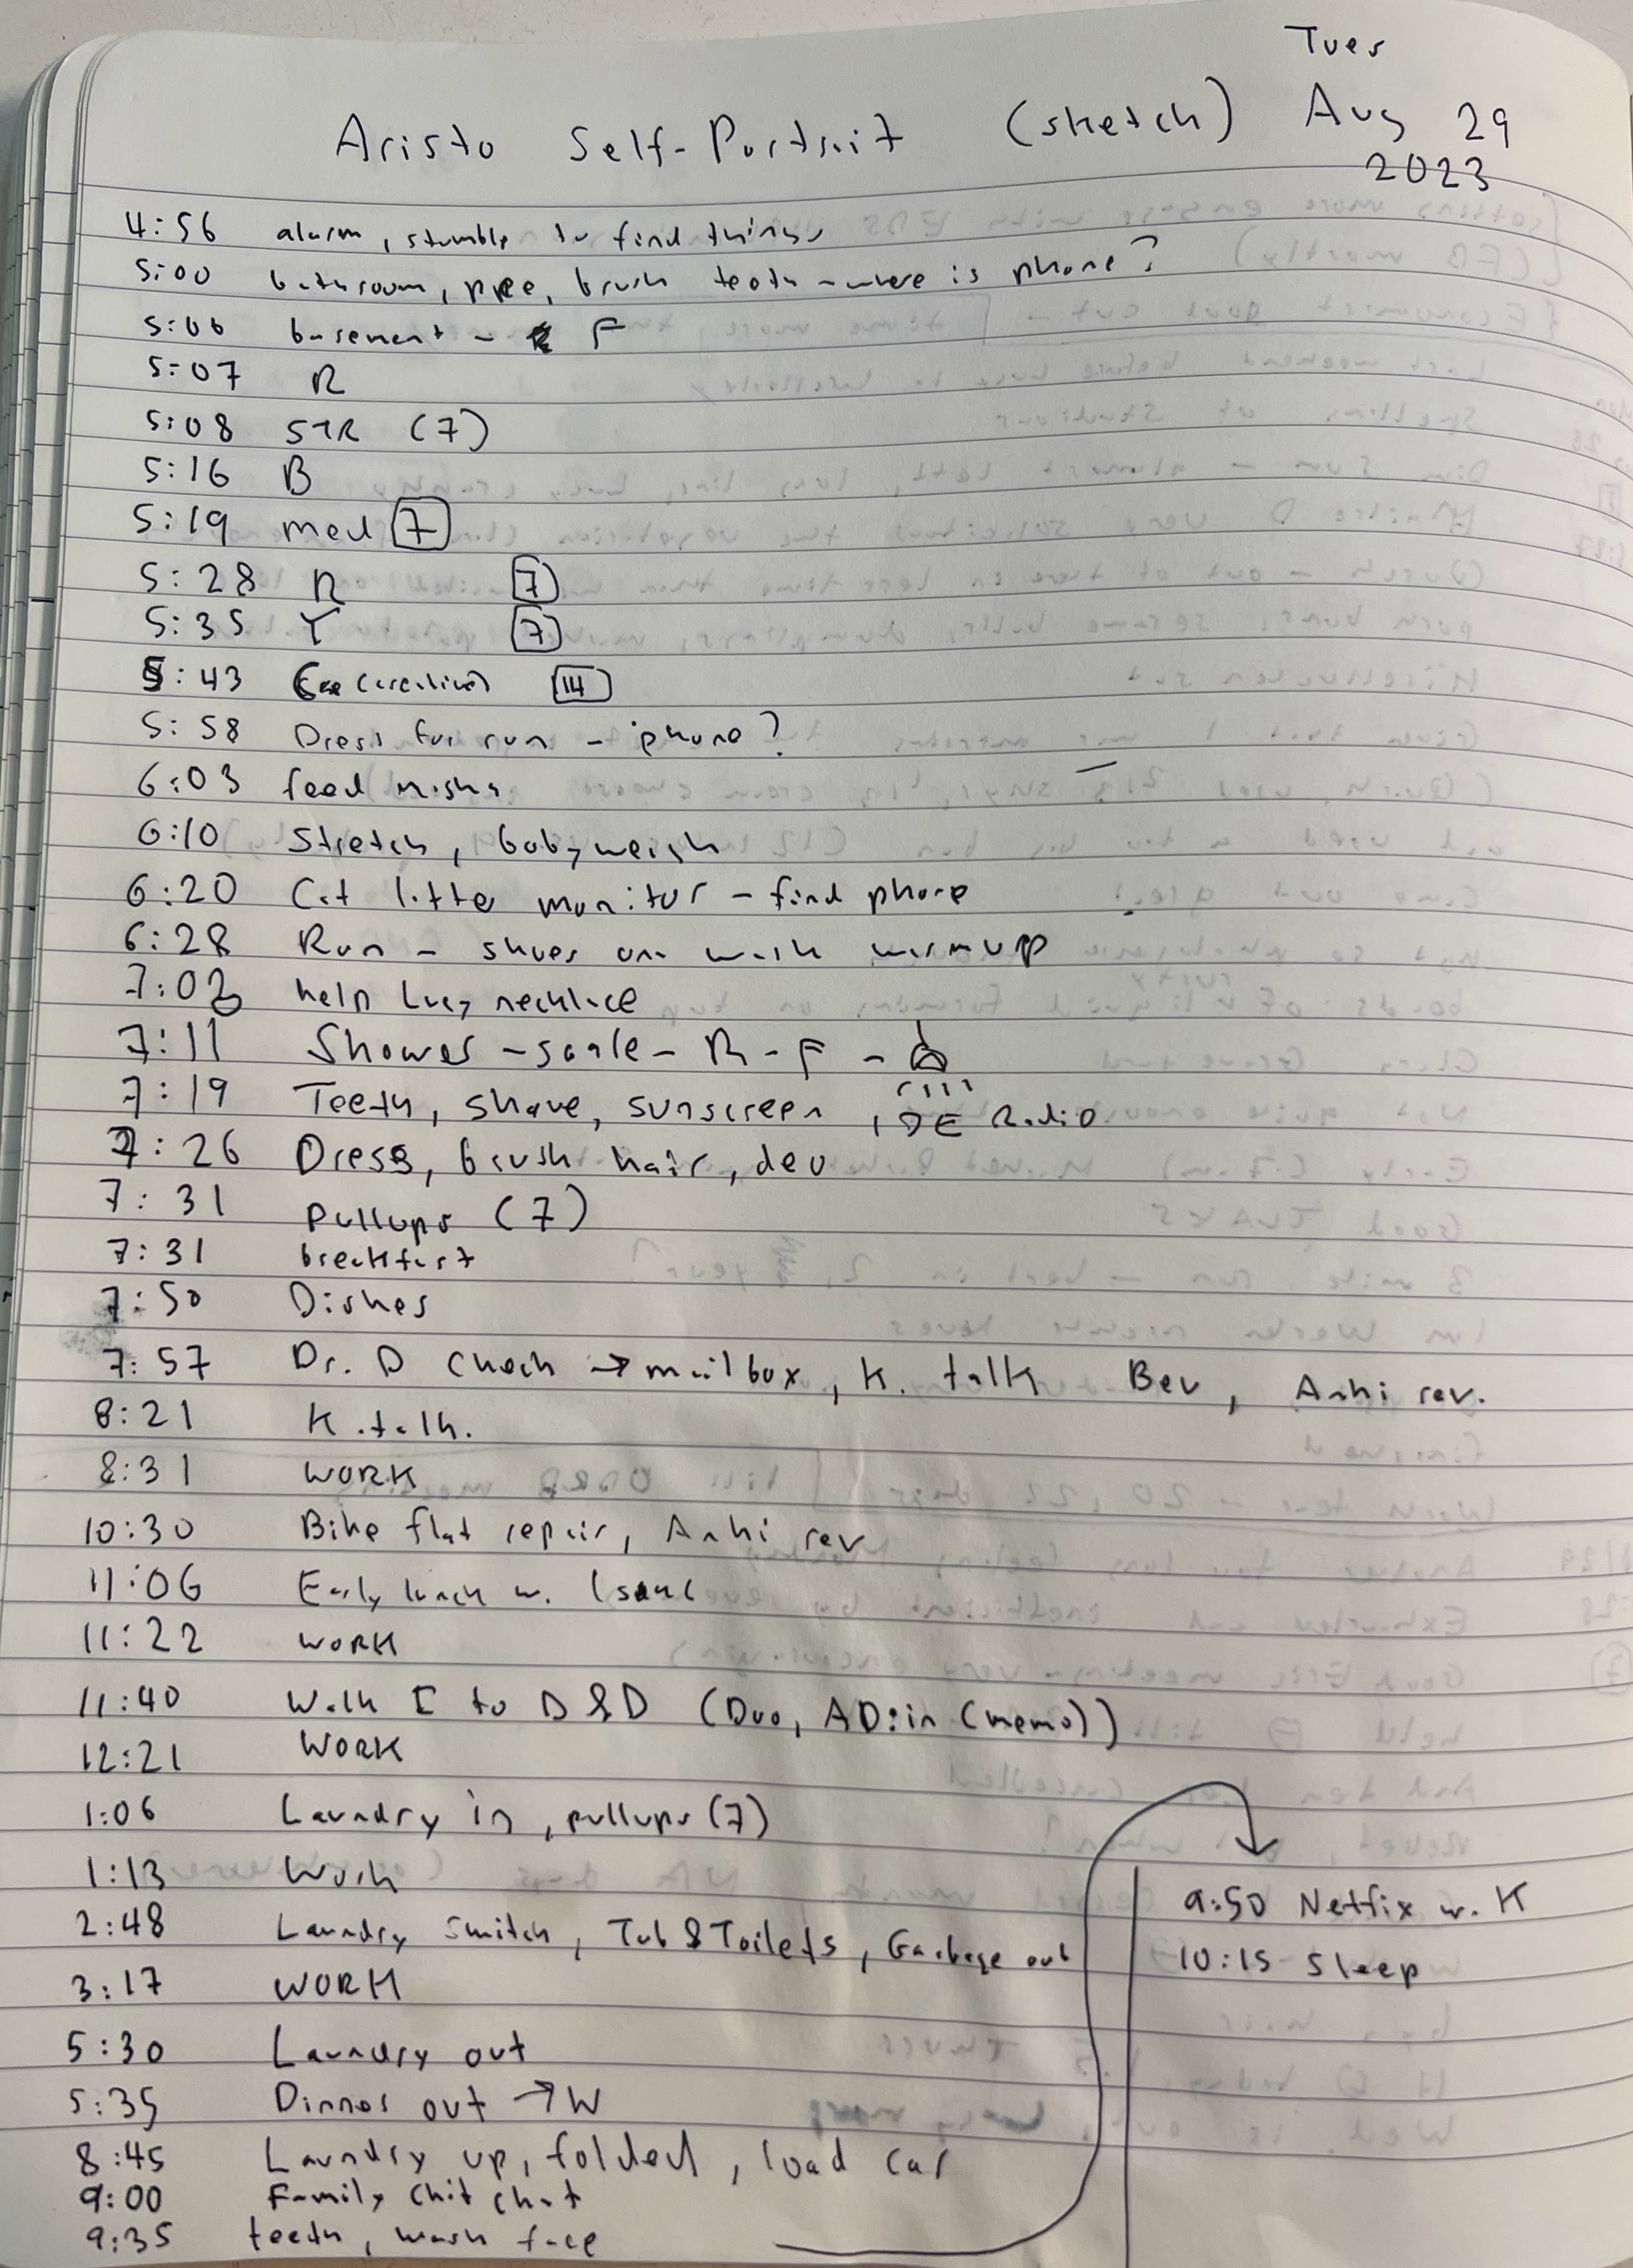 Tues
Aristo Self-Portrait (sketch) Aug 29
2023
4:56 alarm, stumble to find things
5:00 bathroom, pee, brush teeth - where is phone?
5:06 basement - F
5:07 R
5:08 STR (7)
5:16 B
5:19 med 7
5:28 R 7
5:35 Y 7
5:43 (creative) 14
5:58 Dress for run - phone?
6:03 feed misha
6:10 Stretch, babyweigh
6:20 Cat litter monitor - find phone
6:28 Run - shoes on walk warmup
7:02 help Lucy necklace
7:11 Shower - scale - R - F -
7:19 Teeth, shave, sunscreen, DE Radio
7:26 Dress, brush hair, deo
7:31 Pullups (7)
7:31 breakfast
7:50 Dishes
7:57 Dr. D Check → mailbox, K. talk Bev, Anki rev.
8:21 K. talk.
8:31 WORK
10:30 Bike flat repair, Anki rev
11:06 Early lunch w. Isaac
11:22 WORK
11:40 Walk I to D&D (Duo, AD:in (memo))
12:21 WORK
1:06 Laundry in, pullups (7)
1:13 Work
2:48 Laundry Switch, Tub & Toilets, Garbage out
3:17 WORK
5:30 Laundry out
5:35 Dinner out → W
8:45 Laundry up, folded, load car
9:00 Family Chit chat
9:35 teeth, wash face
9:50 Netfix w. K
10:15 Sleep